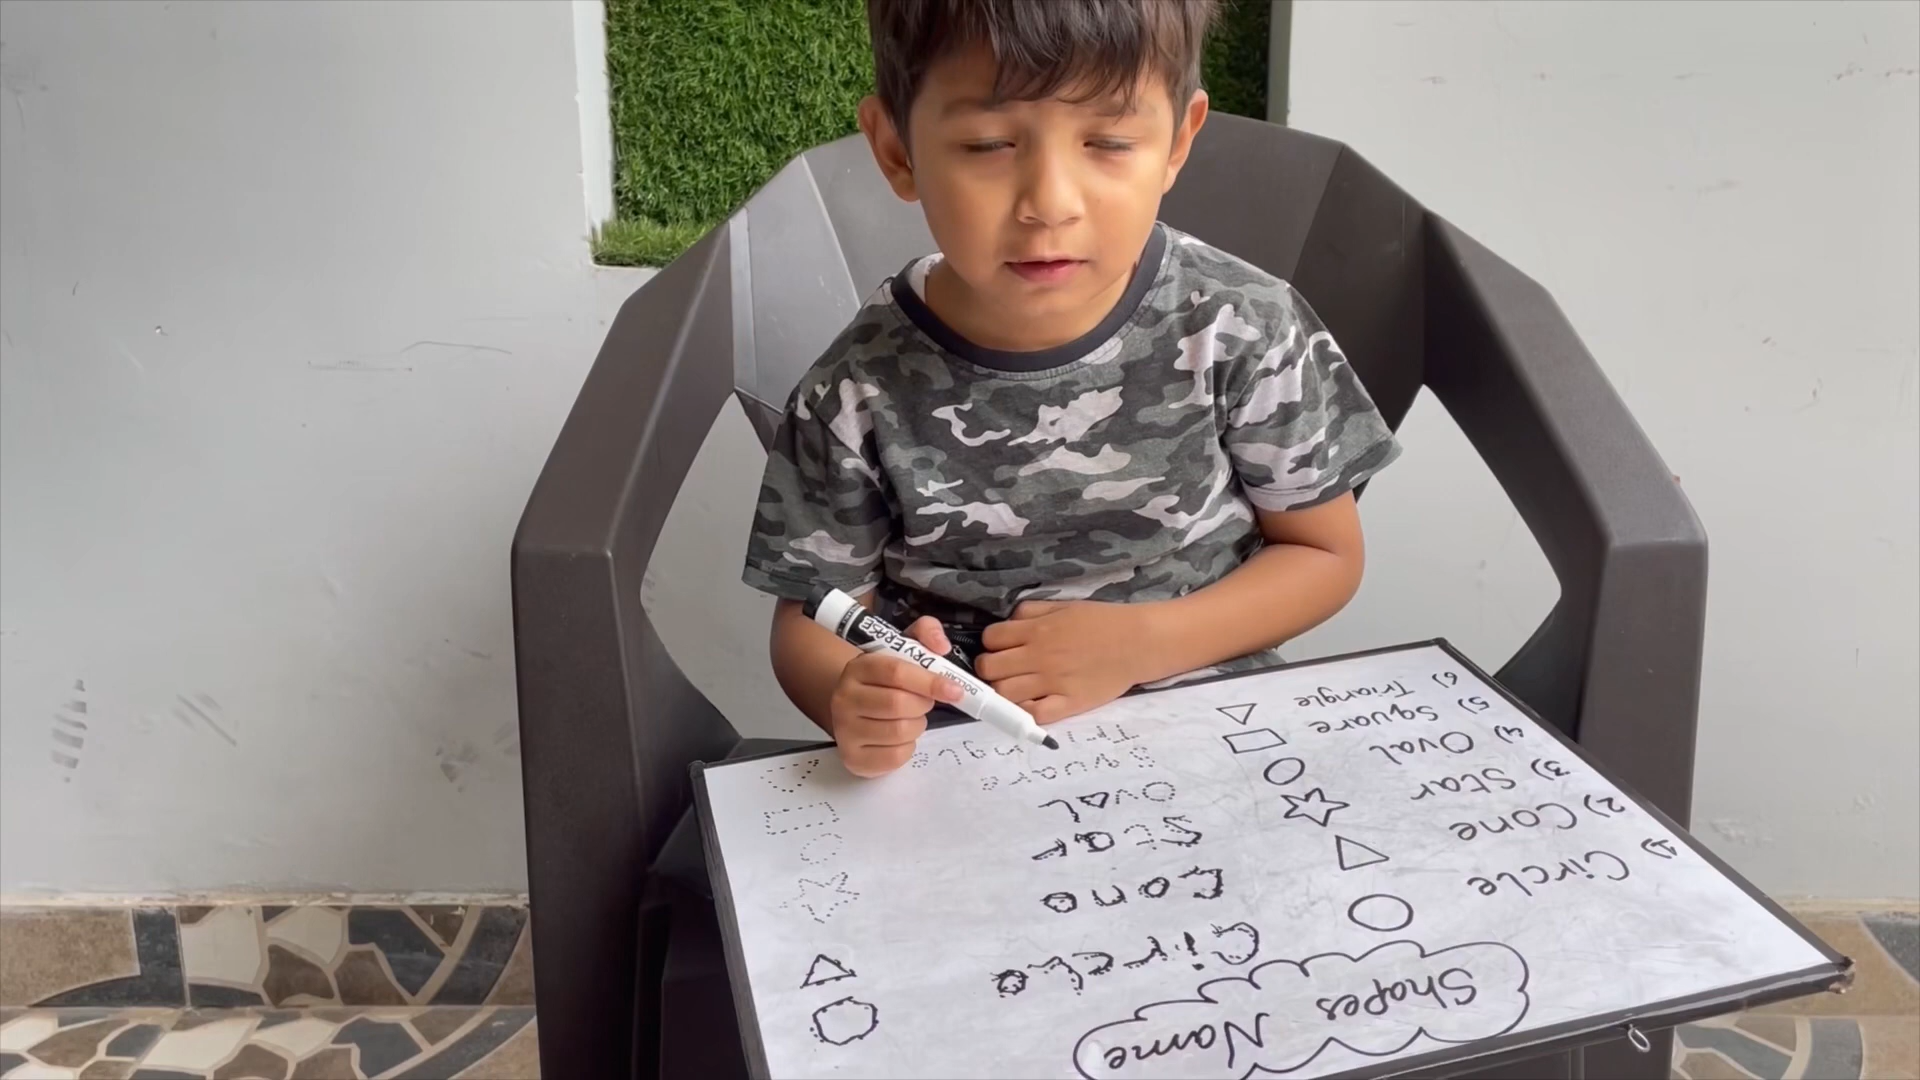 Shapes Name
1) Circle Circle
2) Cone Cone
3) Star Star
4) Oval Oval
5) Square Square
6) Triangle Triangle
DOLLAR DRY ERASE